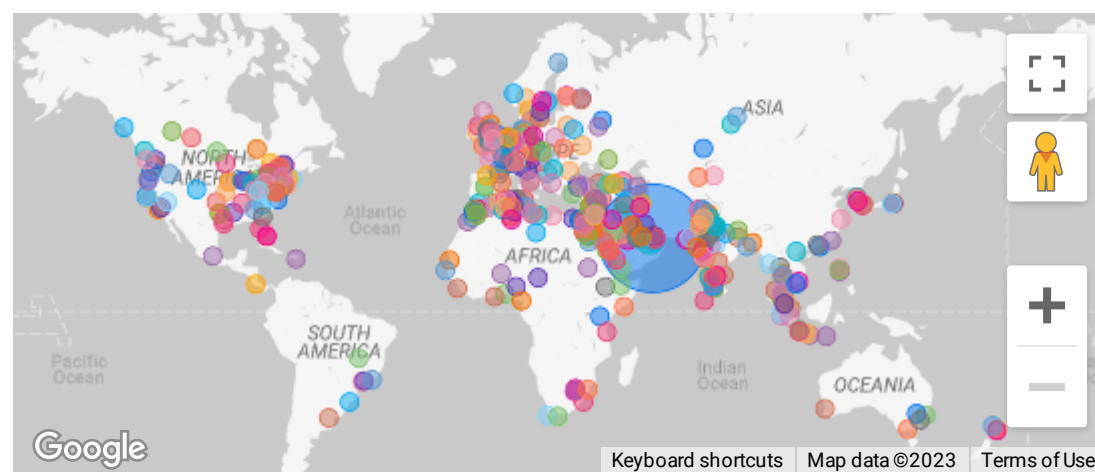 ASIA
NORTH
AMERICA
PE
Atlantic
Ocean
AFRICA
SOUTH
AMERICA
Pacific
Ocean
Indian
Ocean
OCEANIA
Google
Keyboard shortcuts
Map data ©2023
Terms of Use